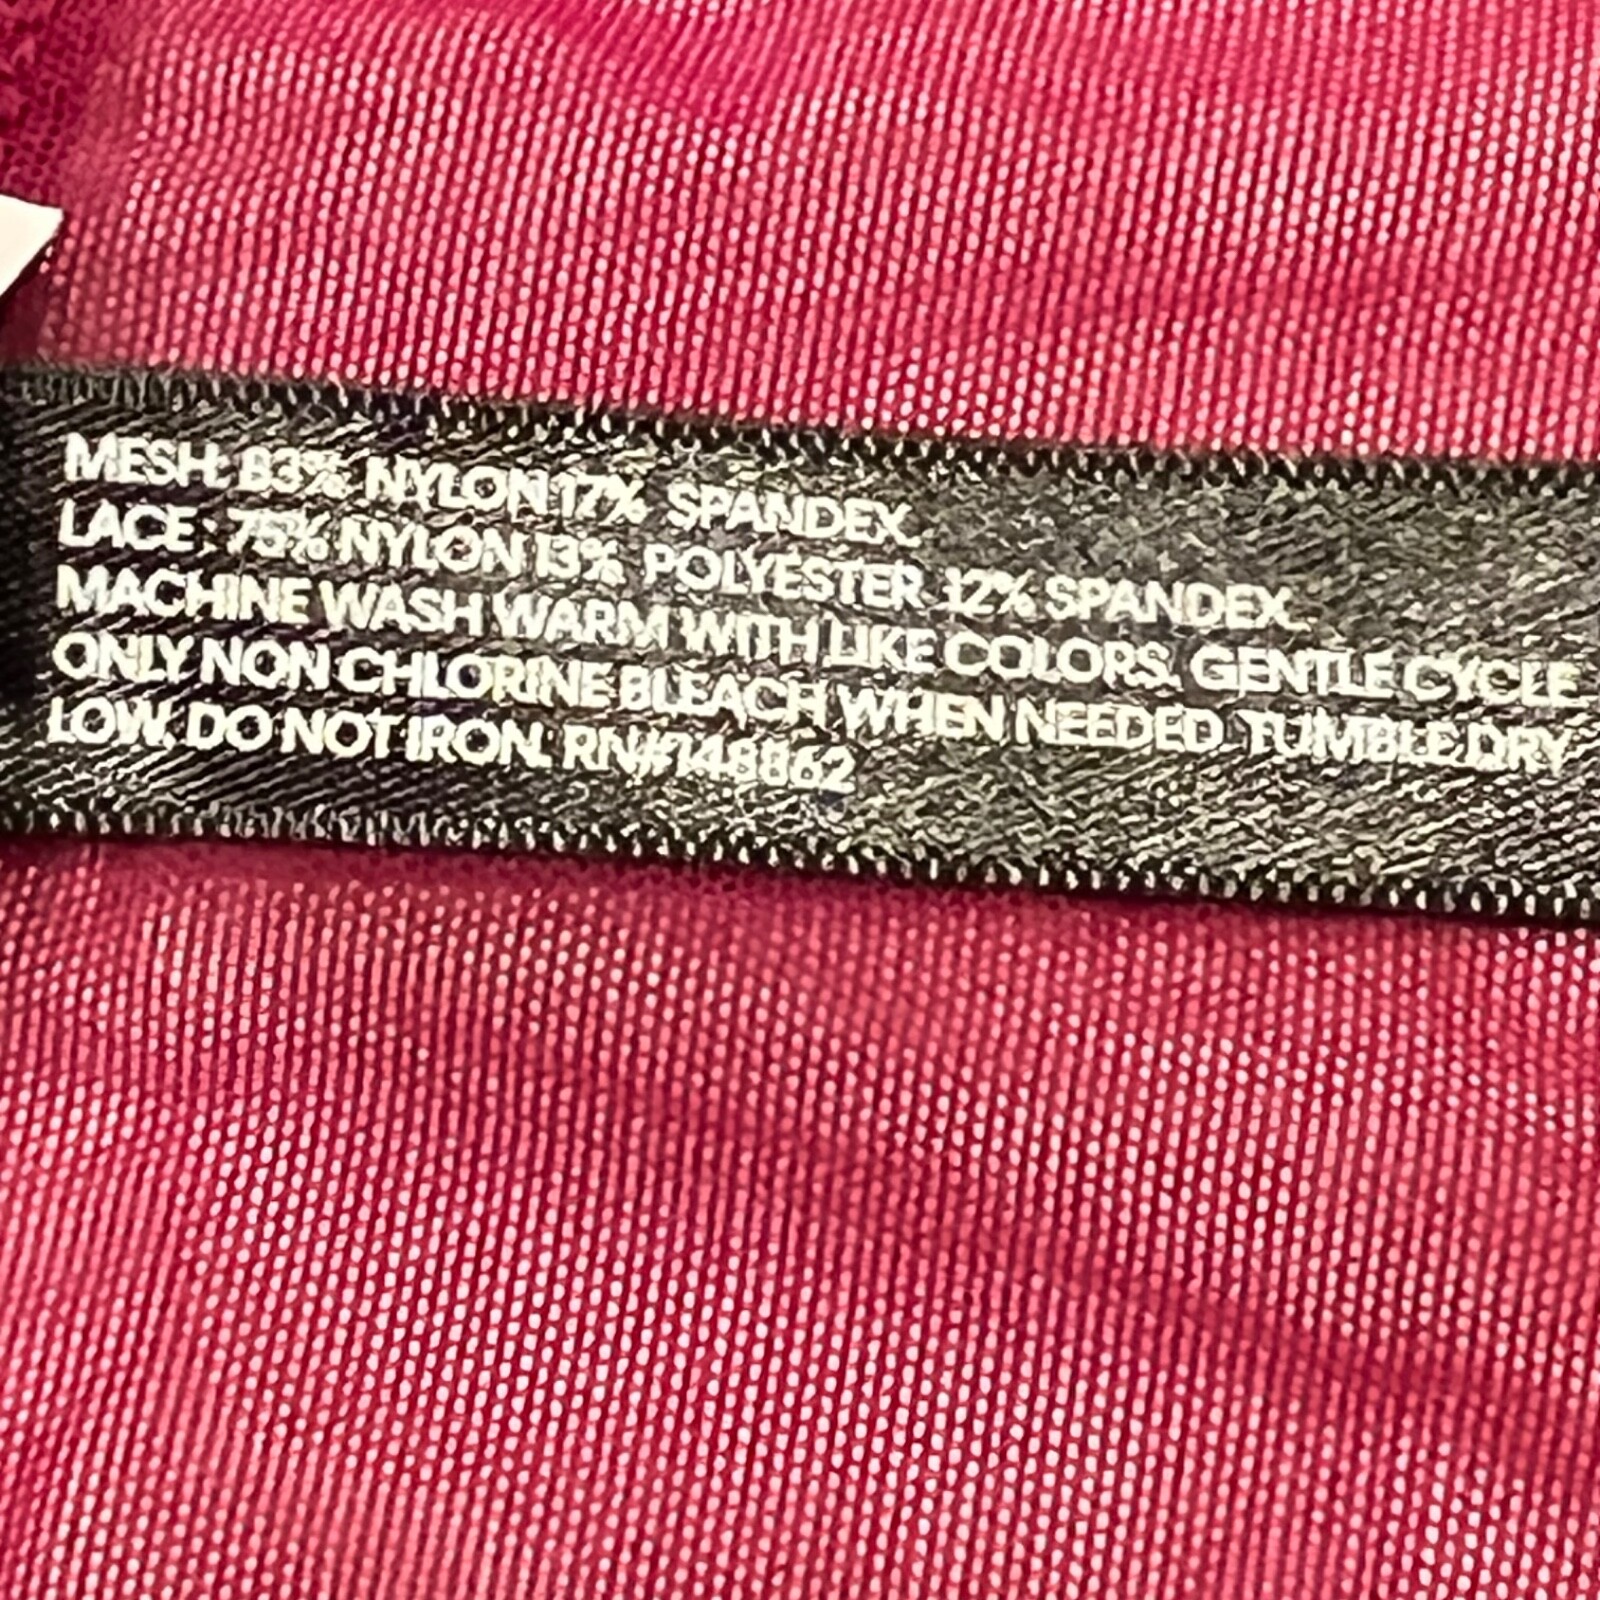 MESH: 83% NYLON 17% SPANDEX.
LACE: 75% NYLON 13% POLYESTER 12% SPANDEX.
MACHINE WASH WARM WITH LIKE COLORS. GENTLE CYCLE.
ONLY NON CHLORINE BLEACH WHEN NEEDED. TUMBLE DRY
LOW. DO NOT IRON. RN#148862